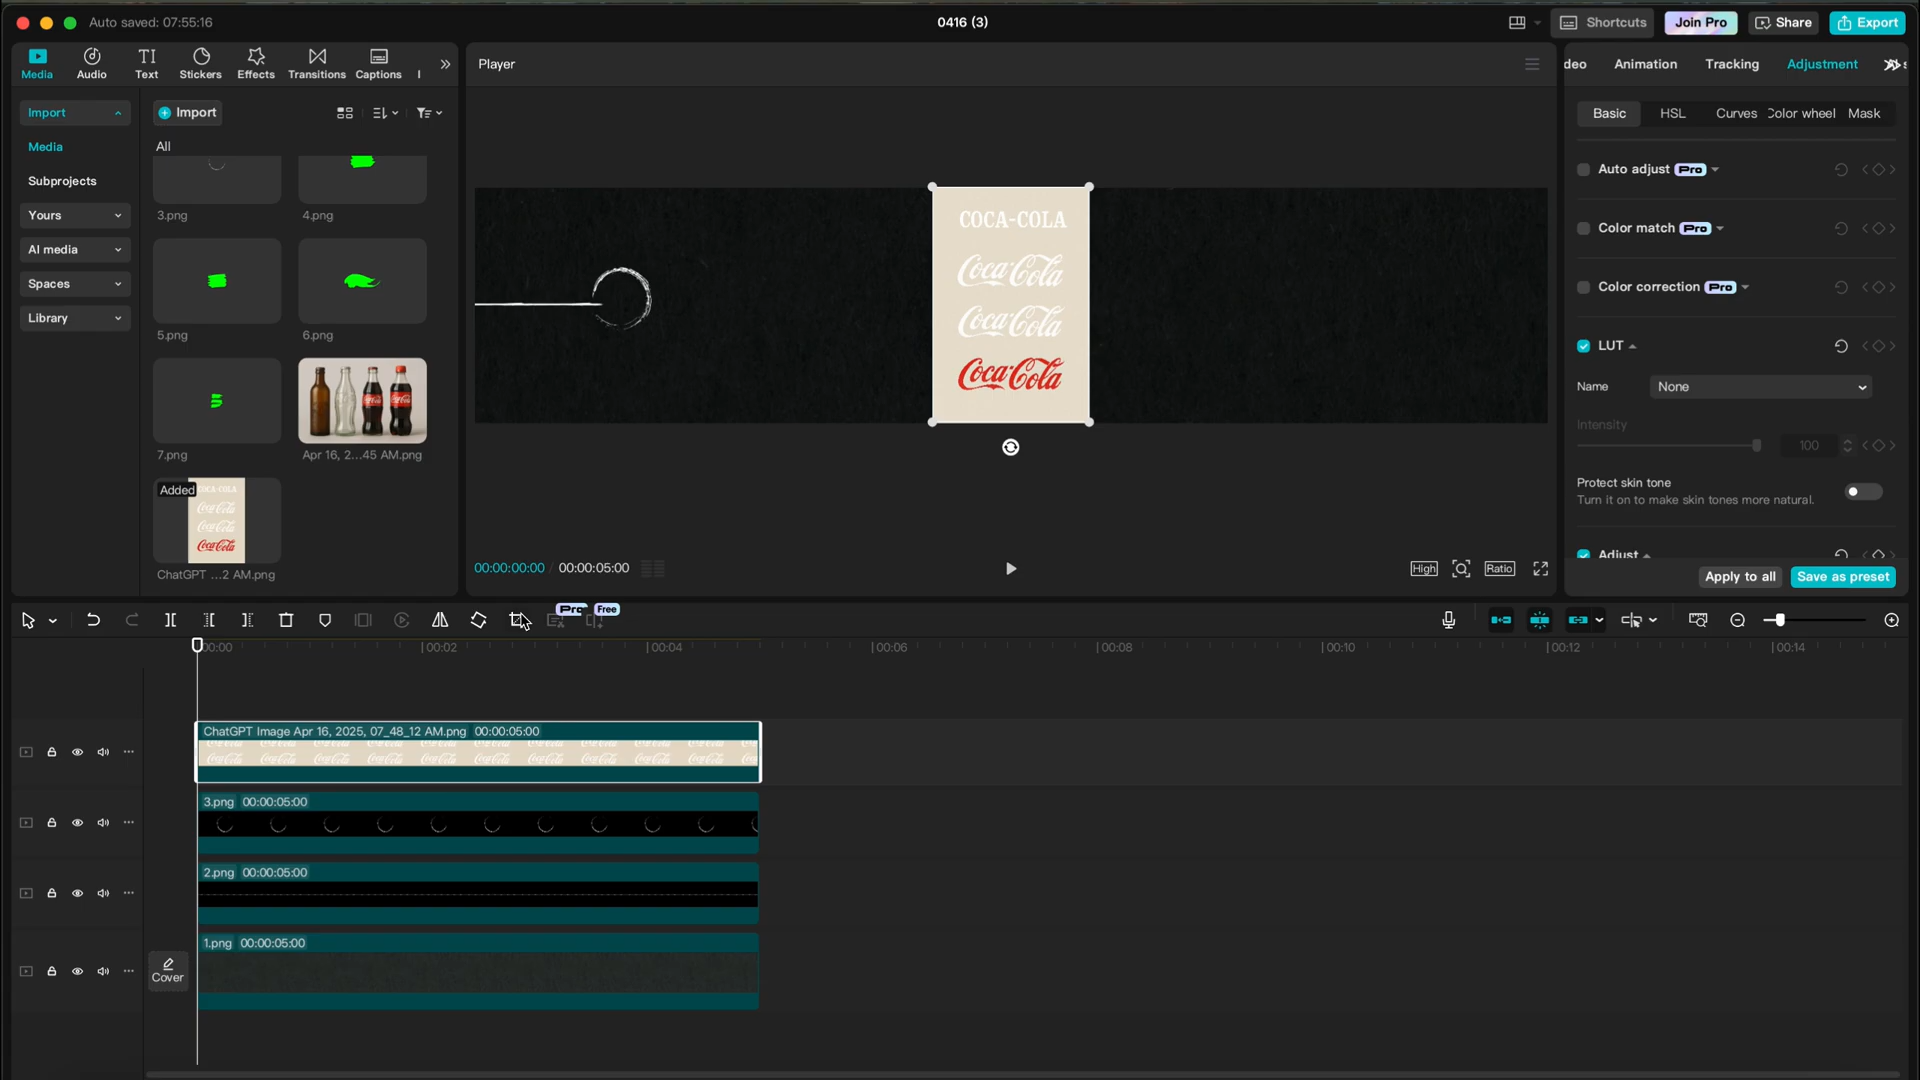 Auto saved: 07:55:16
0416 (3)
Shortcuts
Join Pro
Share
Export
Media
Audio
Text
Stickers
Effects
Transitions
Captions
Import
Media
Subprojects
Yours
AI media
Spaces
Library
Import
All
3.png
4.png
5.png
6.png
7.png
Apr 16, 2...45 AM.png
Added
COCA-COLA
Coca-Cola
Coca-Cola
Coca-Cola
ChatGPT ...2 AM.png
Player
COCA-COLA
Coca-Cola
Coca-Cola
Coca-Cola
00:00:00:00 / 00:00:05:00
High
Ratio
deo
Animation
Tracking
Adjustment
Basic
HSL
Curves
Color wheel
Mask
Auto adjust Pro
Color match Pro
Color correction Pro
LUT
Name
None
Intensity
100
Protect skin tone
Turn it on to make skin tones more natural.
Adjust
Apply to all
Save as preset
Pro
Free
00:00
00:02
00:04
00:06
00:08
00:10
00:12
00:14
ChatGPT Image Apr 16, 2025, 07_48_12 AM.png 00:00:05:00
3.png 00:00:05:00
2.png 00:00:05:00
1.png 00:00:05:00
Cover